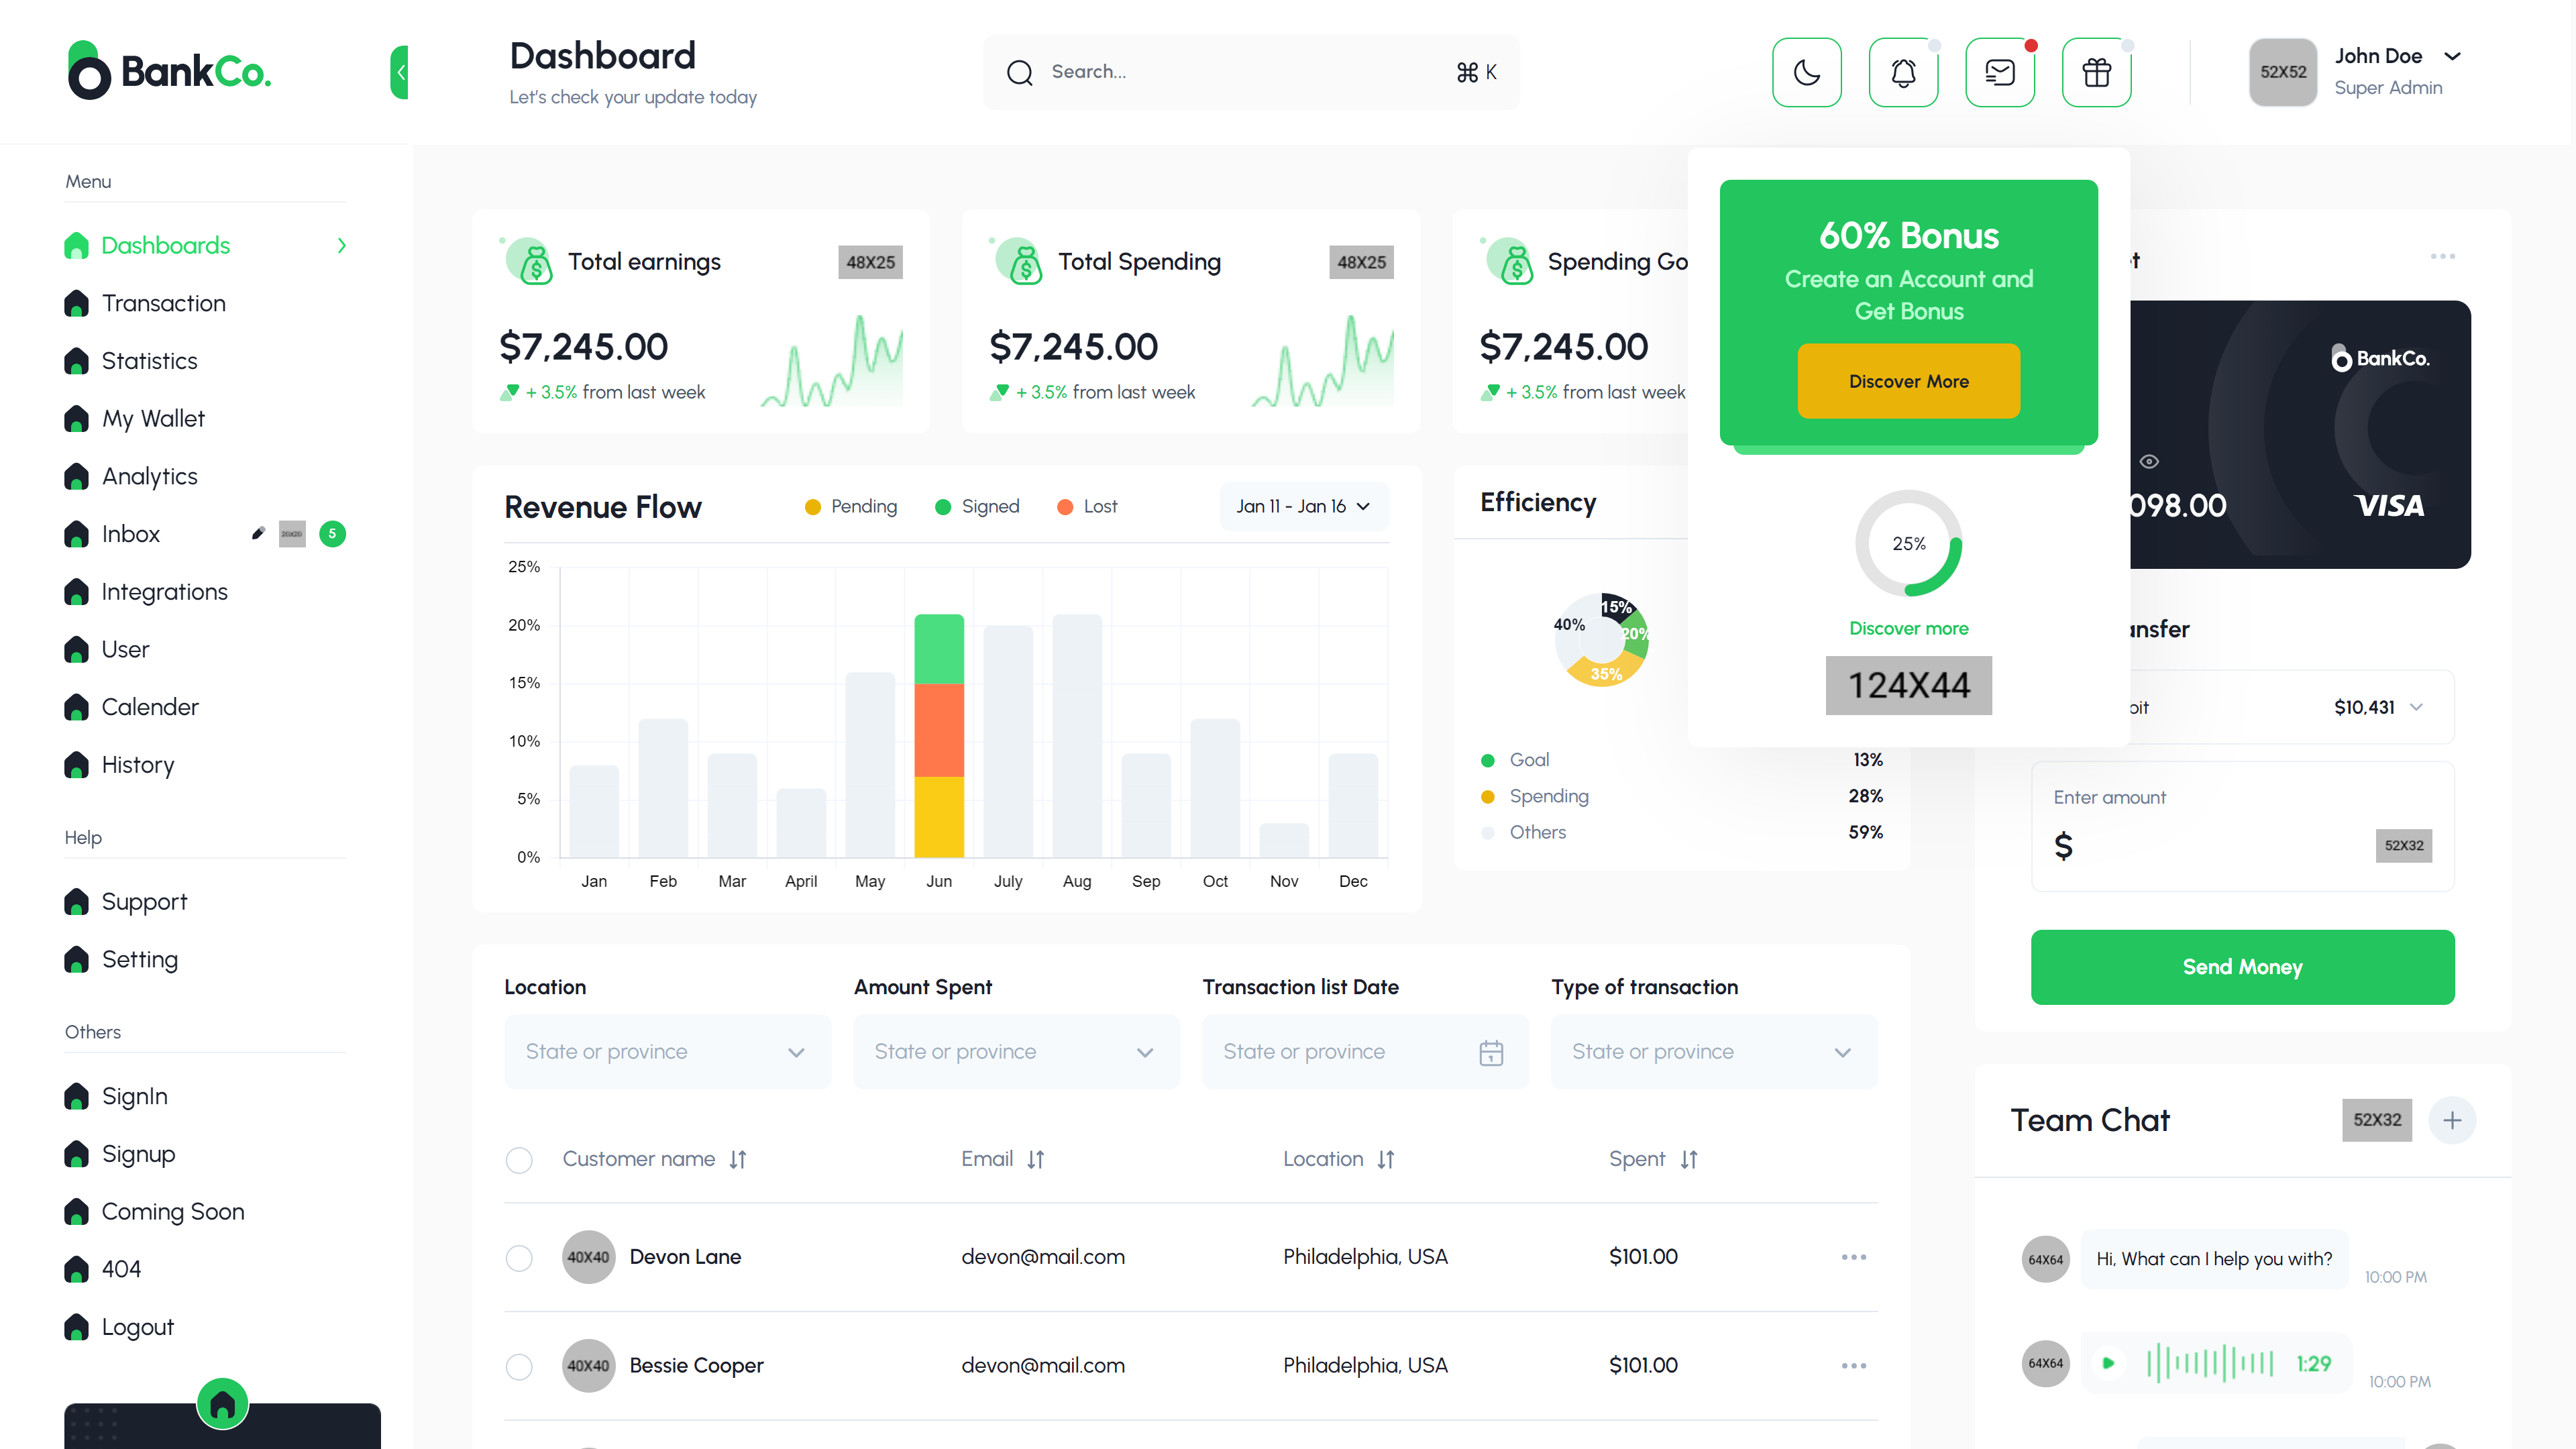 BankCo.
Dashboard
Let's check your update today
Search...
⌘ K
52X52
John Doe
Super Admin
Menu
Dashboards
Transaction
Statistics
My Wallet
Analytics
Inbox
20x20
5
Integrations
User
Calender
History
Help
Support
Setting
Others
SignIn
Signup
Coming Soon
404
Logout
Total earnings
48X25
$7,245.00
+ 3.5% from last week
Total Spending
48X25
$7,245.00
+ 3.5% from last week
Spending Go
$7,245.00
+ 3.5% from last week
60% Bonus
Create an Account and
Get Bonus
Discover More
25%
Discover more
124X44
t
BankCo.
098.00
VISA
Revenue Flow
Pending
Signed
Lost
Jan 11 - Jan 16
25%
20%
15%
10%
5%
0%
Jan
Feb
Mar
April
May
Jun
July
Aug
Sep
Oct
Nov
Dec
Efficiency
15%
40%
20%
35%
Goal
13%
Spending
28%
Others
59%
ansfer
bit
$10,431
Enter amount
$
52X32
Send Money
Location
Amount Spent
Transaction list Date
Type of transaction
State or province
State or province
State or province
State or province
Customer name
Email
Location
Spent
40X40
Devon Lane
devon@mail.com
Philadelphia, USA
$101.00
40X40
Bessie Cooper
devon@mail.com
Philadelphia, USA
$101.00
Team Chat
52X32
64X64
Hi, What can I help you with?
10:00 PM
64X64
1:29
10:00 PM